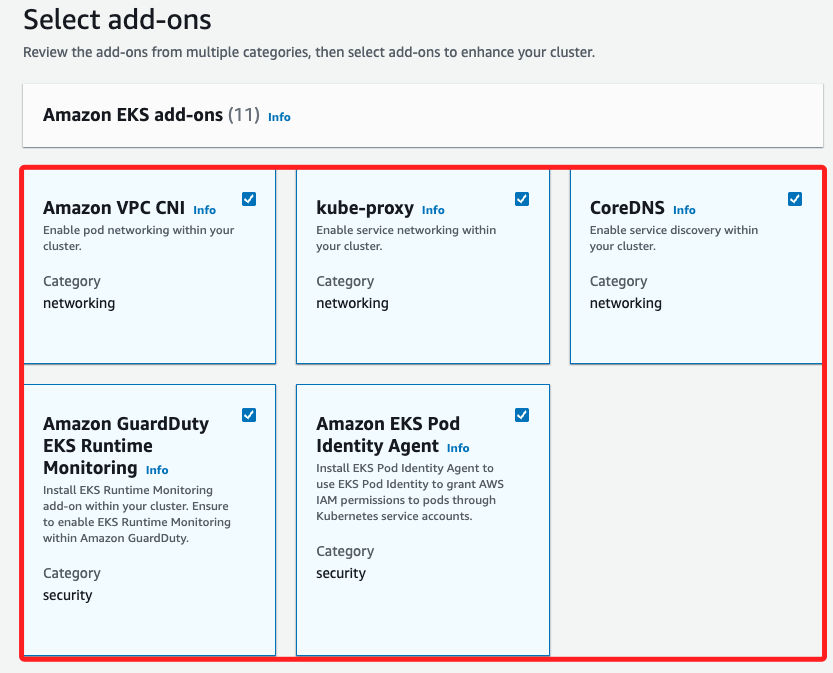 Select add-ons
Review the add-ons from multiple categories, then select add-ons to enhance your cluster.
Amazon EKS add-ons (11) Info
Amazon VPC CNI Info
Enable pod networking within your
cluster.
Category
networking
kube-proxy Info
Enable service networking within
your cluster.
Category
networking
CoreDNS Info
Enable service discovery within
your cluster.
Category
networking
Amazon GuardDuty
EKS Runtime
Monitoring Info
Install EKS Runtime Monitoring
add-on within your cluster. Ensure
to enable EKS Runtime Monitoring
within Amazon GuardDuty.
Category
security
Amazon EKS Pod
Identity Agent Info
Install EKS Pod Identity Agent to
use EKS Pod Identity to grant AWS
IAM permissions to pods through
Kubernetes service accounts.
Category
security